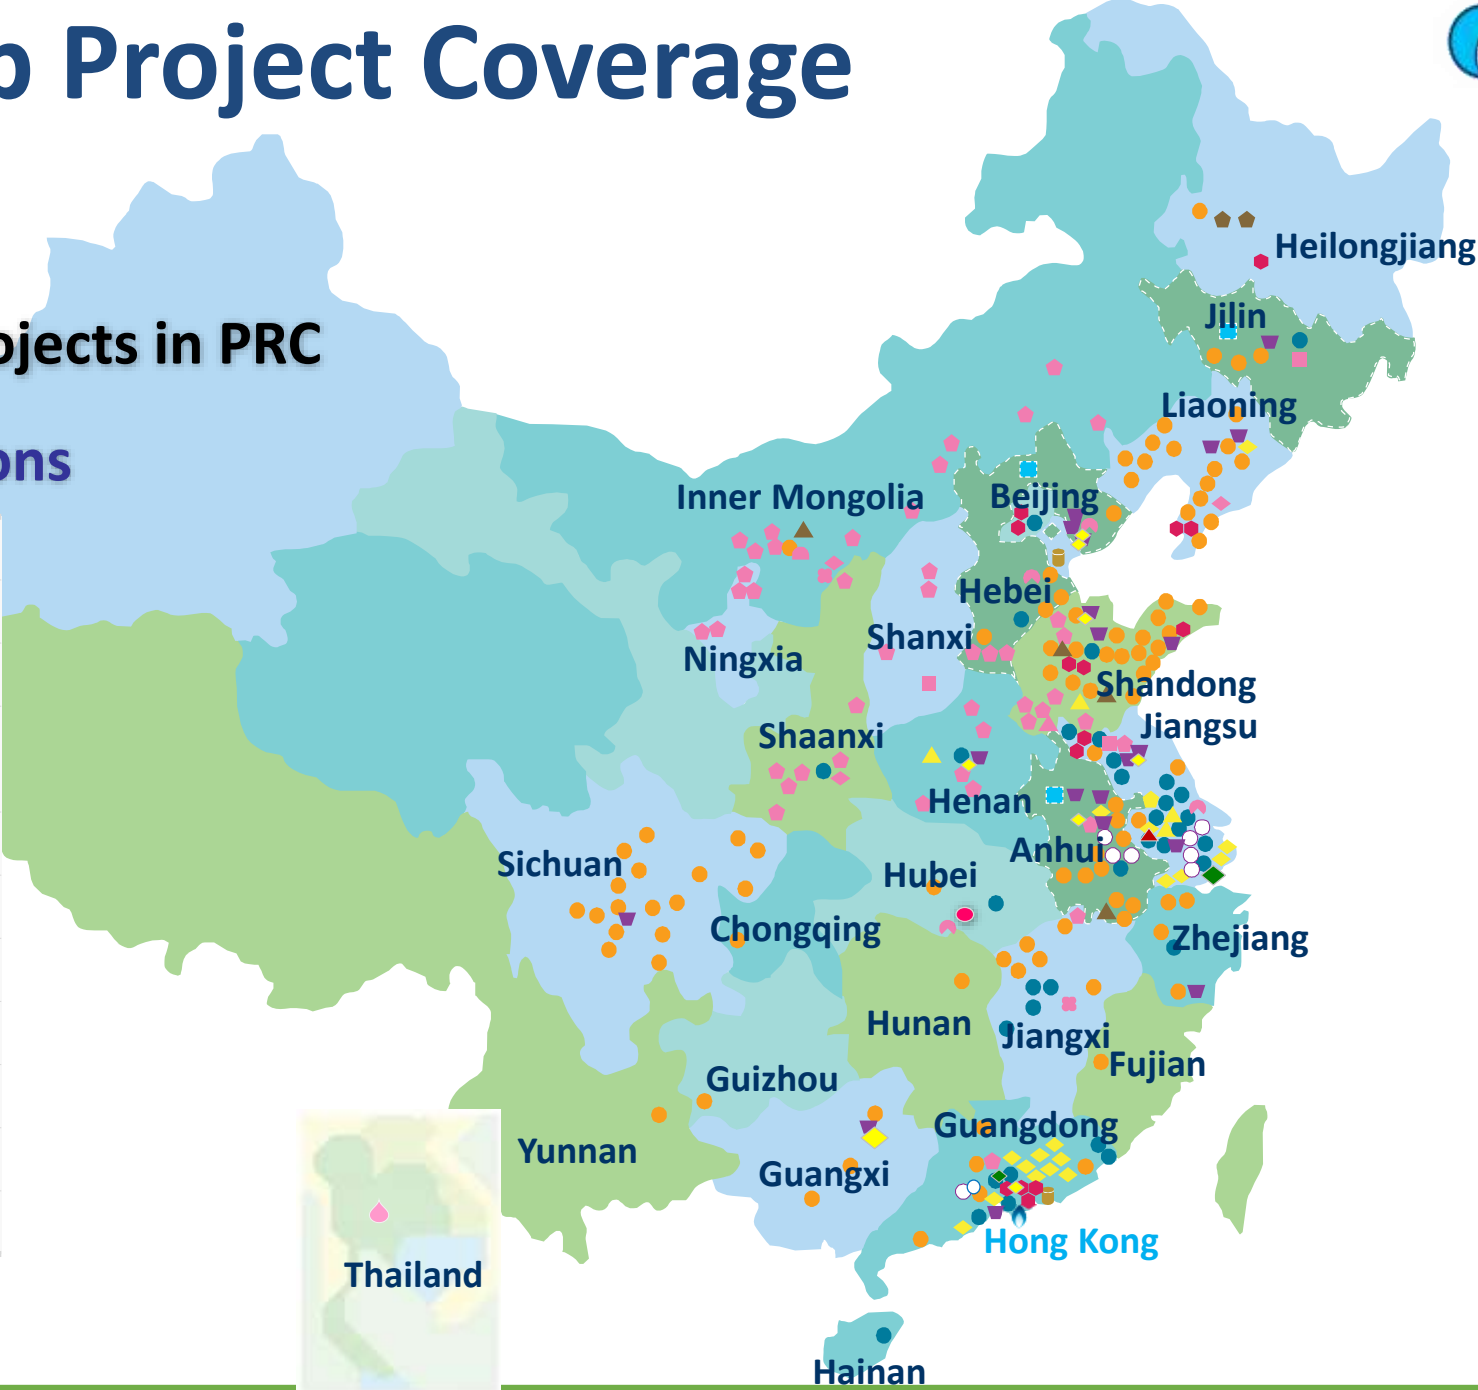 p Project Coverage
Heilongjiang
Jilin
ojects in PRC
Liaoning
ons
Inner Mongolia
Beijing
Hebei
Shanxi
Ningxia
Shandong
Jiangsu
Shaanxi
Henan
Anhui
Sichuan
Hubei
Chongqing
Zhejiang
Hunan
Jiangxi
Fujian
Guizhou
Guangdong
Yunnan
Guangxi
Hong Kong
Thailand
Hainan